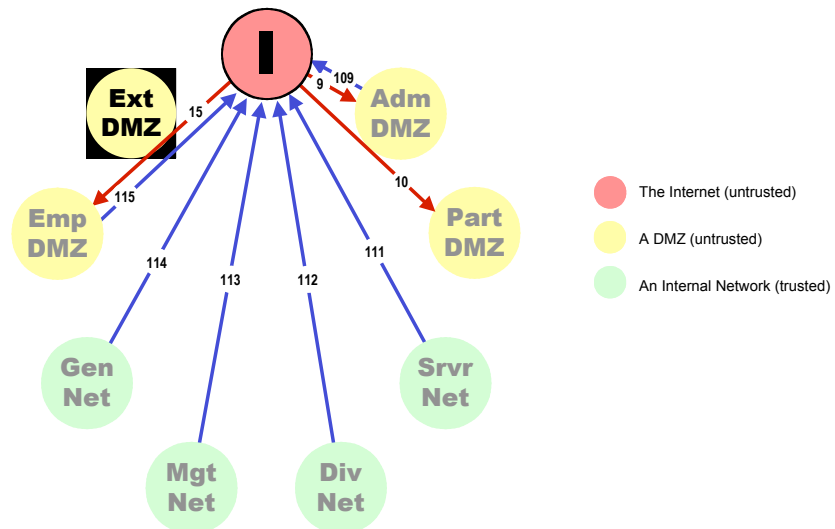 I
109
9
Ext
DMZ
15
Adm
DMZ
115
10
Emp
DMZ
Part
DMZ
The Internet (untrusted)
A DMZ (untrusted)
An Internal Network (trusted)
114
113
112
111
Gen
Net
Srvr
Net
Mgt
Net
Div
Net